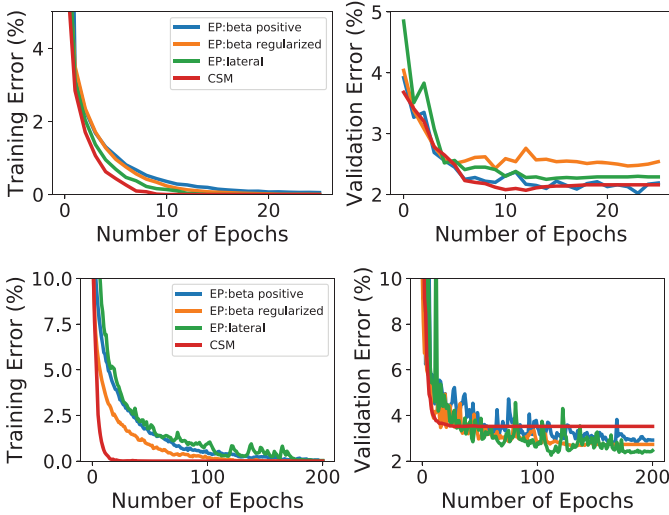 Training Error (%)
4
2
0
0
10
20
Number of Epochs
EP:beta positive
EP:beta regularized
EP:lateral
CSM
Validation Error (%)
5
4
3
2
0
10
20
Number of Epochs
Training Error (%)
10.0
7.5
5.0
2.5
0.0
0
100
200
Number of Epochs
EP:beta positive
EP:beta regularized
EP:lateral
CSM
Validation Error (%)
10
8
6
4
2
0
100
200
Number of Epochs